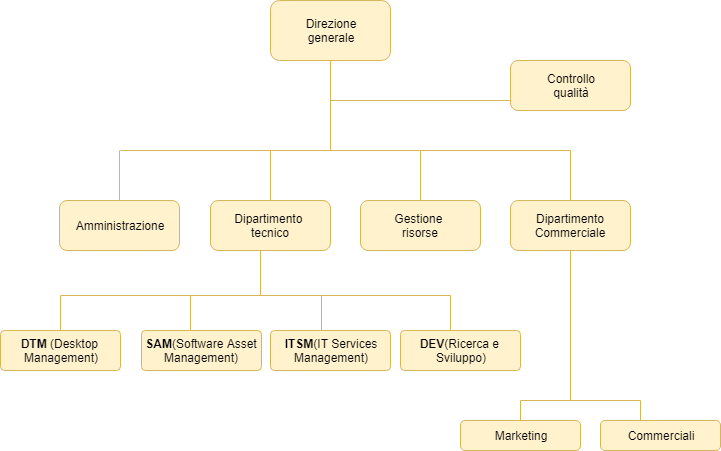 Direzione
generale
Controllo
qualità
Amministrazione
Dipartimento
tecnico
Gestione
risorse
Dipartimento
Commerciale
DTM (Desktop
Management)
SAM(Software Asset
Management)
ITSM(IT Services
Management)
DEV(Ricerca e
Sviluppo)
Marketing
Commerciali